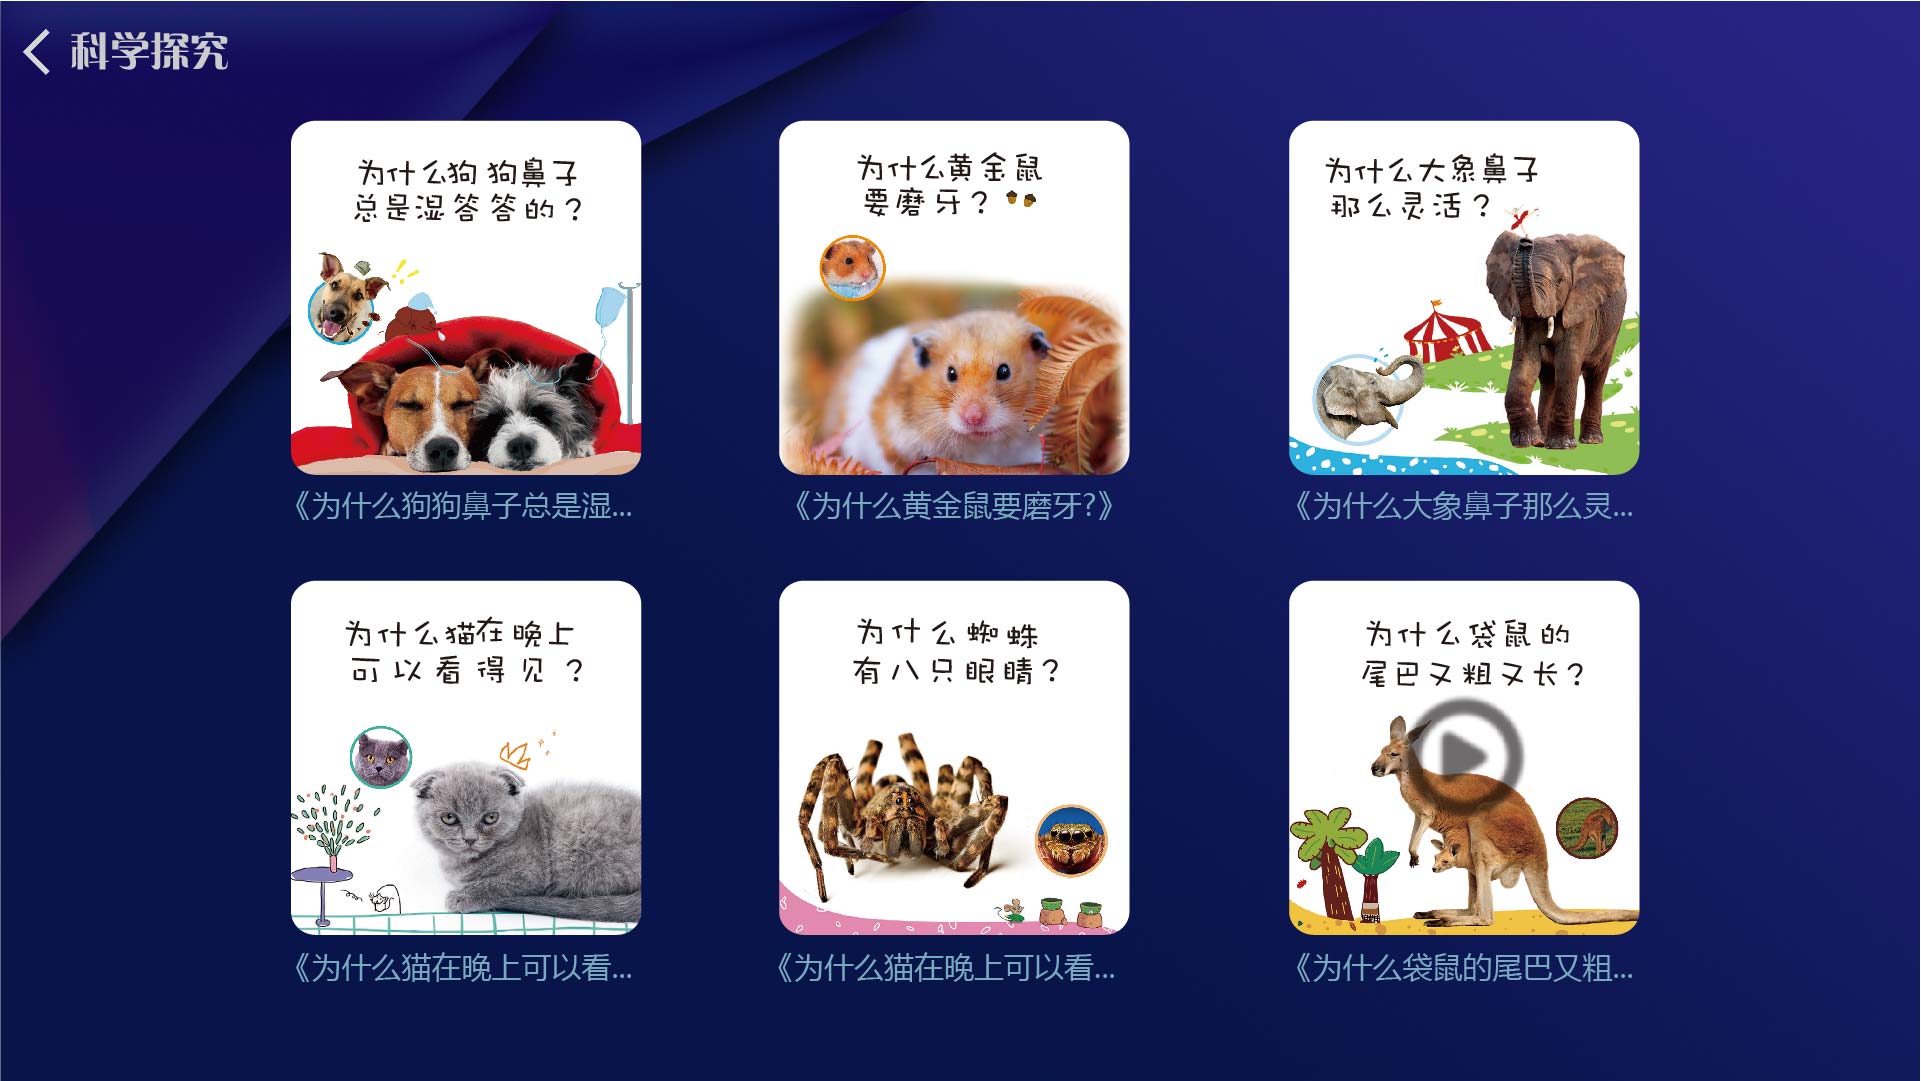 科学探究
为什么狗狗鼻子
总是湿答答的？
为什么黄金鼠
要磨牙？
为什么大象鼻子
那么灵活？
《为什么狗狗鼻子总是湿...
《为什么黄金鼠要磨牙?》
《为什么大象鼻子那么灵...
为什么猫在晚上
可以看得见？
为什么蜘蛛
有八只眼睛？
为什么袋鼠的
尾巴又粗又长？
《为什么猫在晚上可以看...
《为什么猫在晚上可以看...
《为什么袋鼠的尾巴又粗...